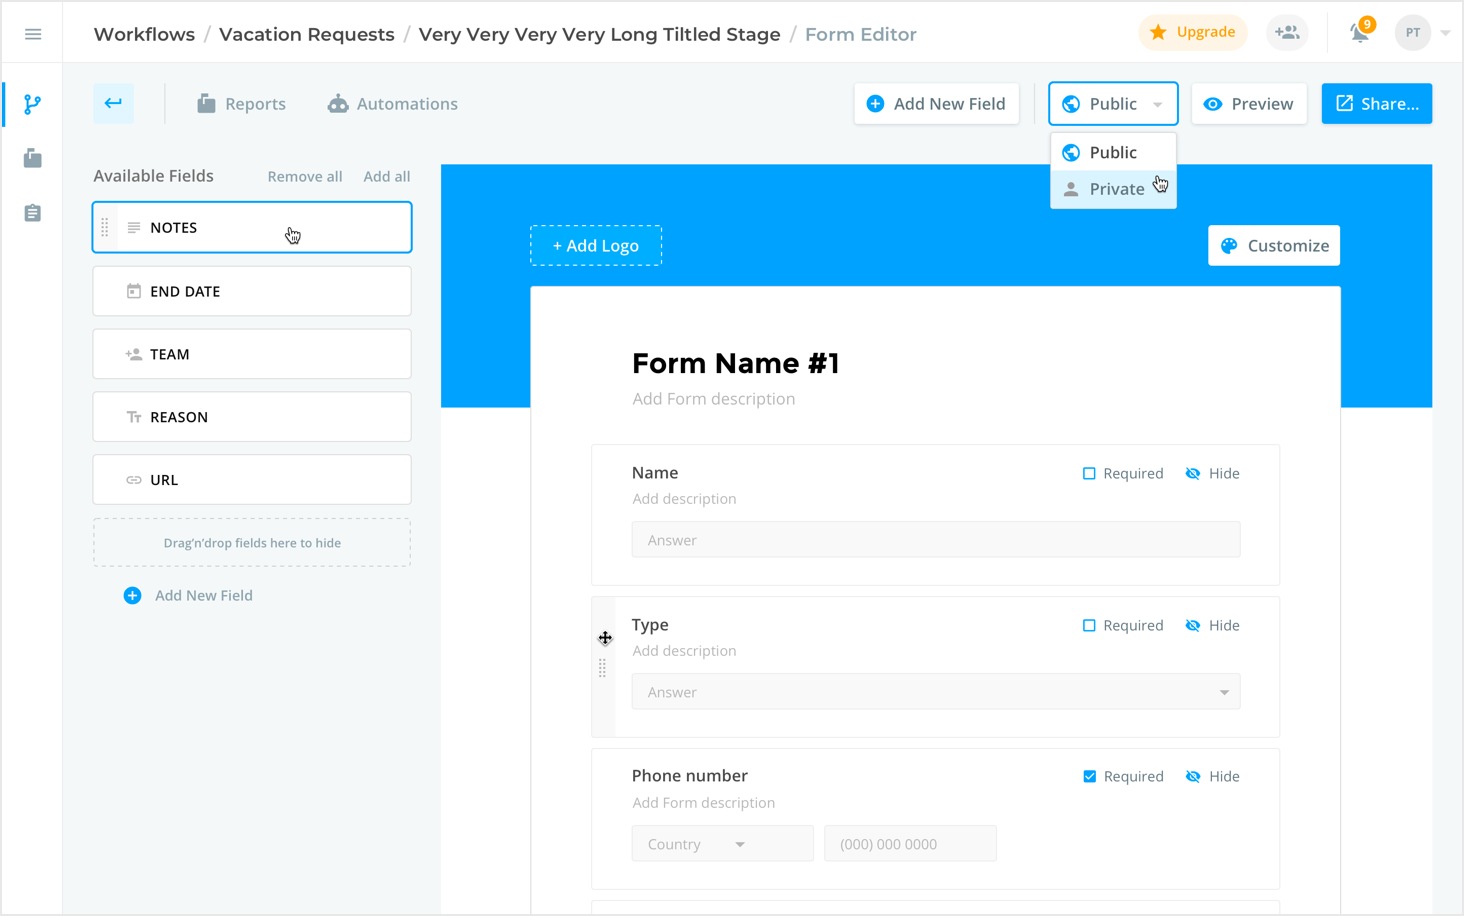 Workflows / Vacation Requests / Very Very Very Very Long Tiltled Stage / Form Editor
Upgrade
9
PT
Reports
Automations
Add New Field
Public
Preview
Share...
Public
Private
Available Fields
Remove all
Add all
NOTES
END DATE
TEAM
REASON
URL
Drag'n'drop fields here to hide
Add New Field
+ Add Logo
Customize
Form Name #1
Add Form description
Name
Required
Hide
Add description
Answer
Type
Required
Hide
Add description
Answer
Phone number
Required
Hide
Add Form description
Country
(000) 000 0000